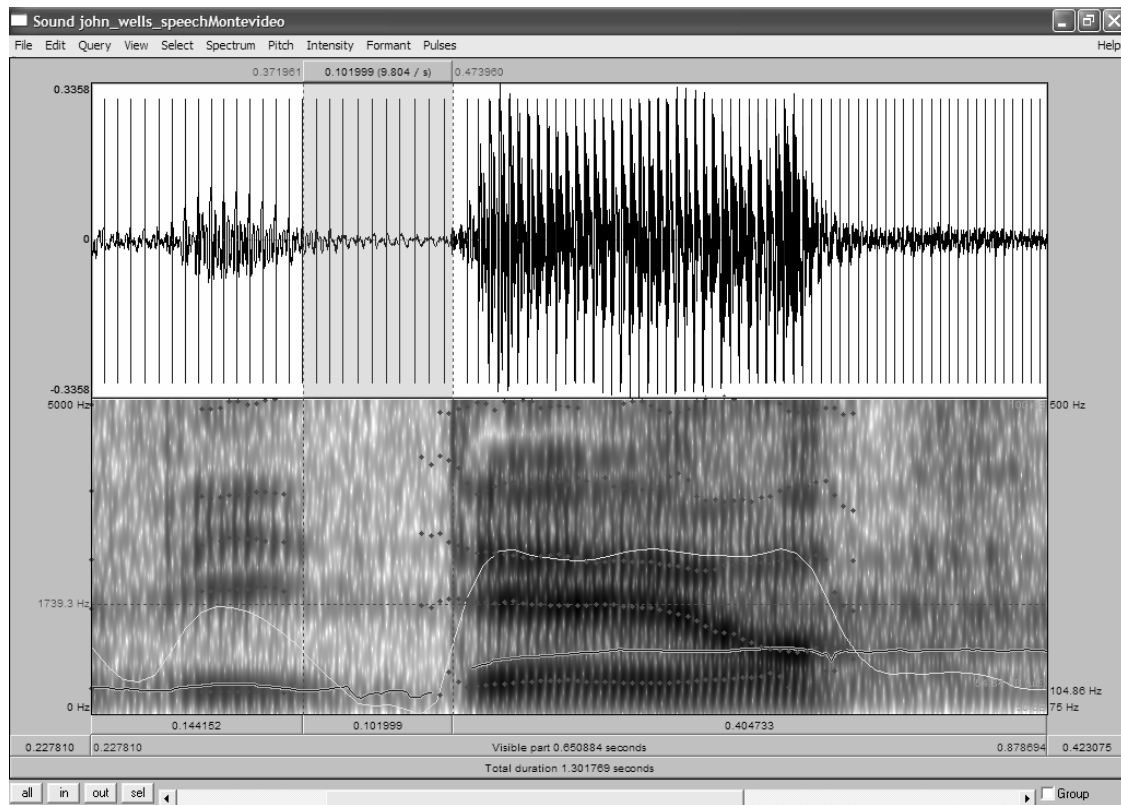 Sound john_wells_speechMontevideo
File Edit Query View Select Spectrum Pitch Intensity Formant Pulses Help
0.371961 0.101999 (9.804 / s) 0.473960
0.3358
0
-0.3358
5000 Hz 500 Hz
1739.3 Hz
104.86 Hz
0 Hz 75 Hz
0.144152 0.101999 0.404733
0.227810 0.227810 Visible part 0.650884 seconds 0.878694 0.423075
Total duration 1.301769 seconds
all in out sel Group